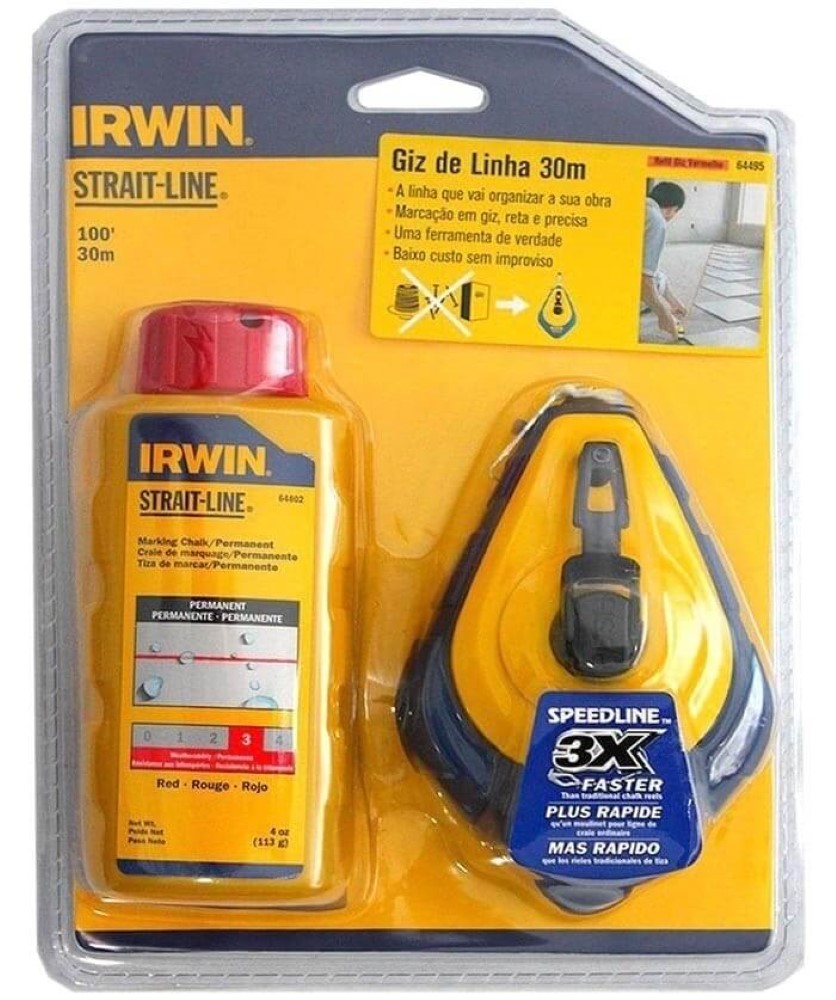 IRWIN®
STRAIT-LINE®
100'
30m
Giz de Linha 30m
Refil Giz Vermelho 64495
• A linha que vai organizar a sua obra
• Marcação em giz, reta e precisa
• Uma ferramenta de verdade
• Baixo custo sem improviso
IRWIN®
STRAIT-LINE®
64802
Marking Chalk/Permanent
Craie de marquage/Permanente
Tiza de marcar/Permanente
PERMANENT
PERMANENTE · PERMANENTE
0 1 2 3 4
Red · Rouge · Rojo
Net Wt.
Poids Net
Peso Neto
4 oz
(113 g)
SPEEDLINE™
3X
FASTER
Than traditional chalk reels
PLUS RAPIDE
qu'un moulinet pour ligne de
craie ordinaire
MAS RAPIDO
que los rieles tradicionales de tiza